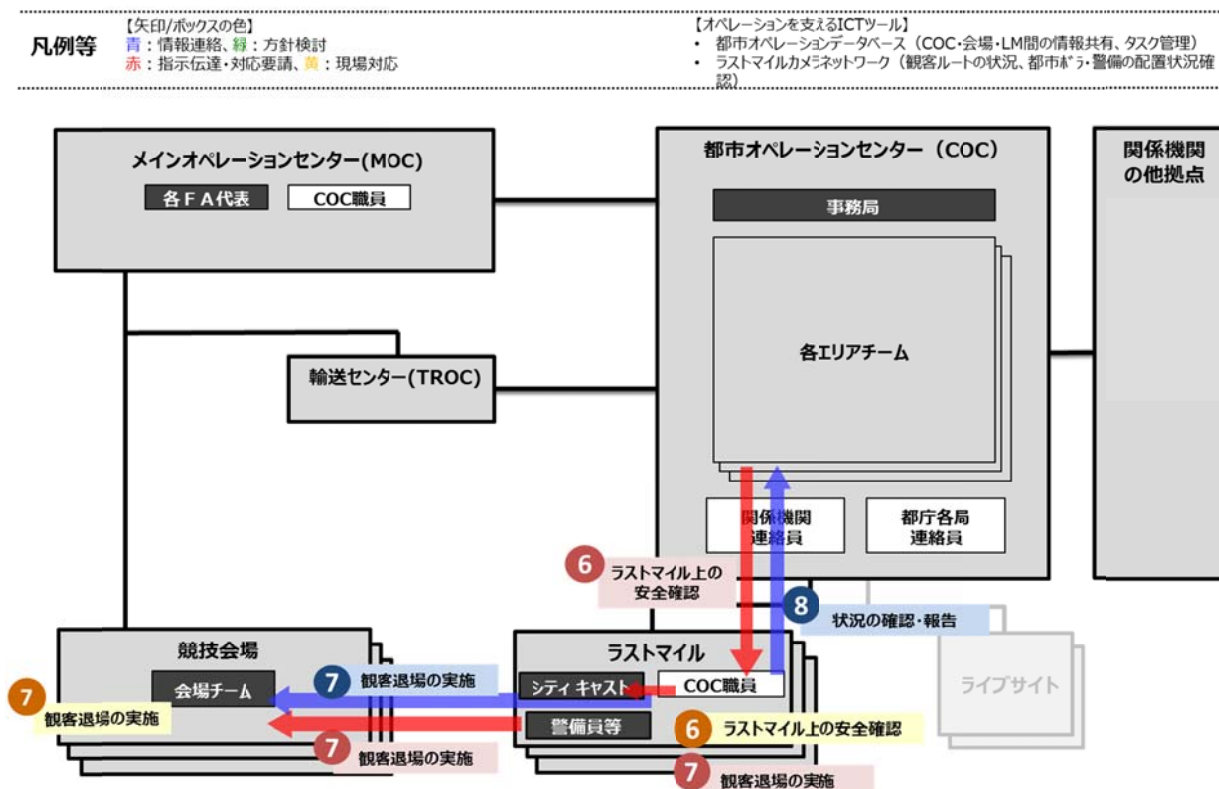 凡例等
【矢印/ボックスの色】
青：情報連絡、緑：方針検討
赤：指示伝達・対応要請、黄：現場対応
【オペレーションを支えるICTツール】
• 都市オペレーションデータベース（COC・会場・LM間の情報共有、タスク管理）
• ラストマイルカメラネットワーク（観客ルートの状況、都市ボラ・警備の配置状況確
認）
メインオペレーションセンター(MOC)
各ＦＡ代表
COC職員
都市オペレーションセンター（COC）
事務局
各エリアチーム
関係機関
の他拠点
輸送センター(TROC)
関係機関
連絡員
都庁各局
連絡員
6
ラストマイル上の
安全確認
8
状況の確認・報告
競技会場
会場チーム
7
観客退場の実施
7
観客退場の実施
7
観客退場の実施
ラストマイル
シティ キャスト
COC職員
警備員等
6
ラストマイル上の安全確認
7
観客退場の実施
ライブサイト